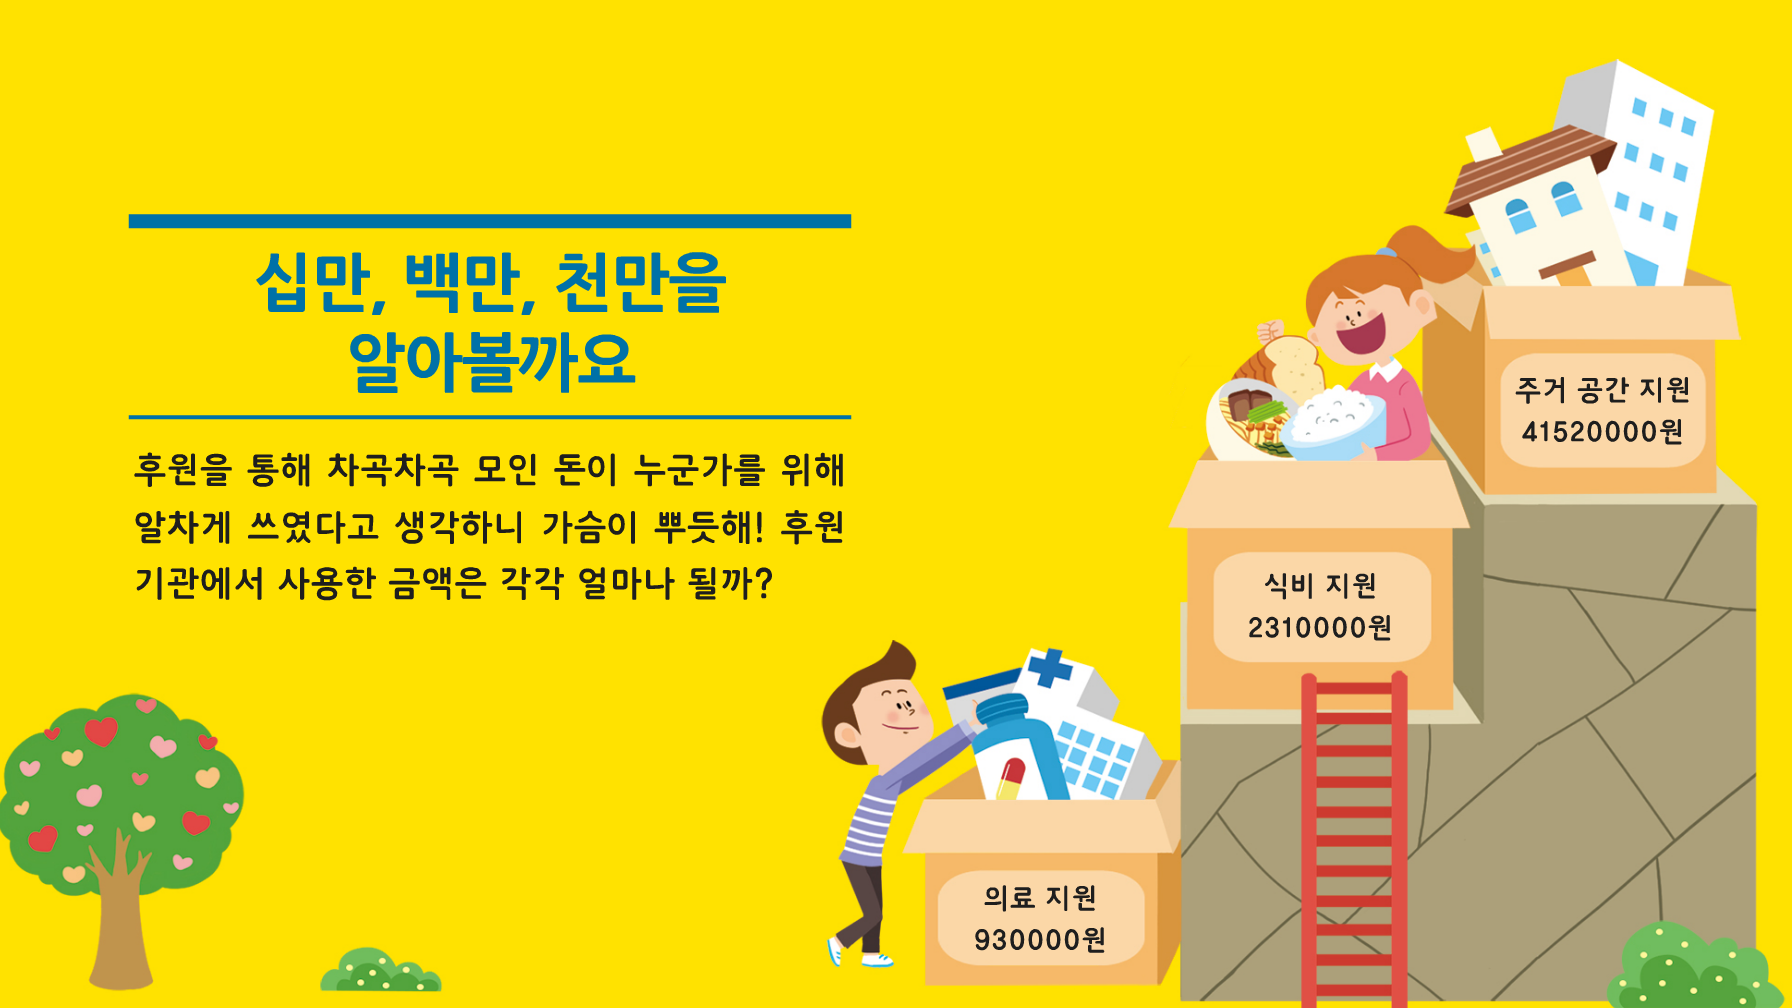 십만, 백만, 천만을
알아볼까요
후원을 통해 차곡차곡 모인 돈이 누군가를 위해
알차게 쓰였다고 생각하니 가슴이 뿌듯해! 후원
기관에서 사용한 금액은 각각 얼마나 될까?
주거 공간 지원
41520000원
식비 지원
2310000원
의료 지원
930000원